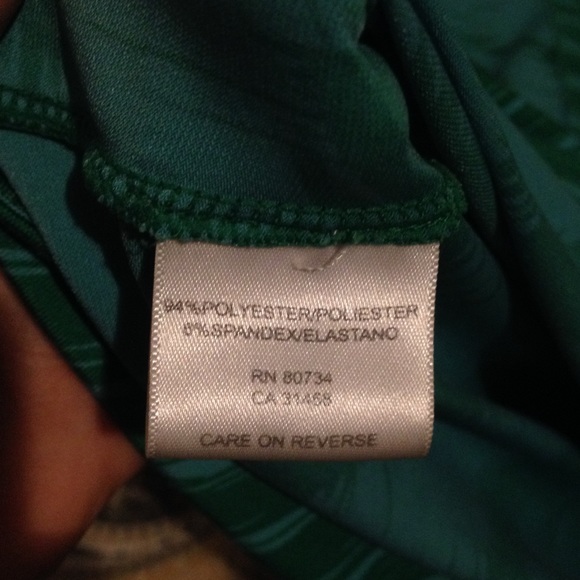 94%POLYESTER/POLIESTER
6%SPANDEX/ELASTANO
RN 80734
CA 31468
CARE ON REVERSE